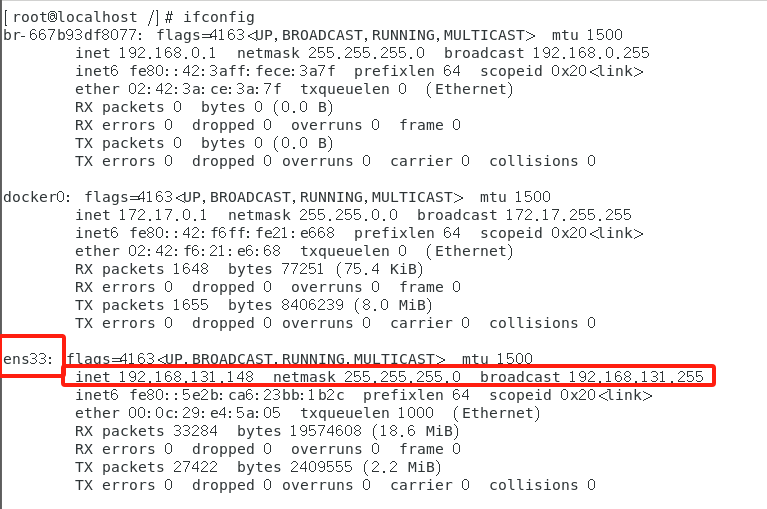 [root@localhost /]# ifconfig
br-667b93df8077: flags=4163<UP,BROADCAST,RUNNING,MULTICAST>  mtu 1500
        inet 192.168.0.1  netmask 255.255.255.0  broadcast 192.168.0.255
        inet6 fe80::42:3aff:fece:3a7f  prefixlen 64  scopeid 0x20<link>
        ether 02:42:3a:ce:3a:7f  txqueuelen 0  (Ethernet)
        RX packets 0  bytes 0 (0.0 B)
        RX errors 0  dropped 0  overruns 0  frame 0
        TX packets 0  bytes 0 (0.0 B)
        TX errors 0  dropped 0 overruns 0  carrier 0  collisions 0

docker0: flags=4163<UP,BROADCAST,RUNNING,MULTICAST>  mtu 1500
        inet 172.17.0.1  netmask 255.255.0.0  broadcast 172.17.255.255
        inet6 fe80::42:f6ff:fe21:e668  prefixlen 64  scopeid 0x20<link>
        ether 02:42:f6:21:e6:68  txqueuelen 0  (Ethernet)
        RX packets 1648  bytes 77251 (75.4 KiB)
        RX errors 0  dropped 0  overruns 0  frame 0
        TX packets 1655  bytes 8406239 (8.0 MiB)
        TX errors 0  dropped 0 overruns 0  carrier 0  collisions 0

ens33: flags=4163<UP,BROADCAST,RUNNING,MULTICAST>  mtu 1500
        inet 192.168.131.148  netmask 255.255.255.0  broadcast 192.168.131.255
        inet6 fe80::5e2b:ca6:23bb:1b2c  prefixlen 64  scopeid 0x20<link>
        ether 00:0c:29:e4:5a:05  txqueuelen 1000  (Ethernet)
        RX packets 33284  bytes 19574608 (18.6 MiB)
        RX errors 0  dropped 0  overruns 0  frame 0
        TX packets 27422  bytes 2409555 (2.2 MiB)
        TX errors 0  dropped 0 overruns 0  carrier 0  collisions 0